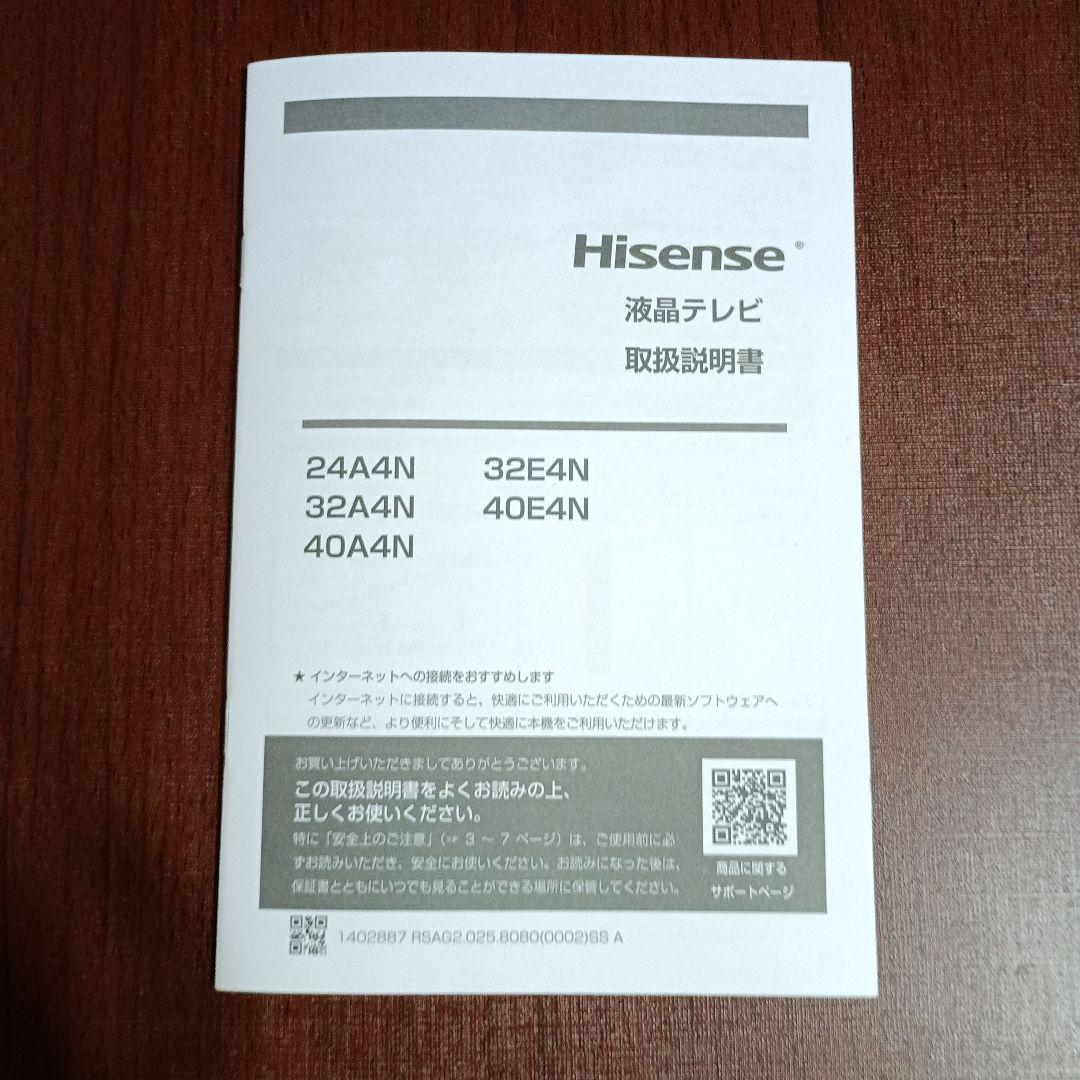 Hisense®
液晶テレビ
取扱説明書
24A4N 32E4N
32A4N 40E4N
40A4N
★ インターネットへの接続をおすすめします
インターネットに接続すると、快適にご利用いただくための最新ソフトウェアへ
の更新など、より便利にそして快適に本機をご利用いただけます。
お買い上げいただきましてありがとうございます。
この取扱説明書をよくお読みの上、
正しくお使いください。
特に「安全上のご注意」(☞ 3 ～ 7 ページ) は、ご使用前に必
ずお読みいただき、安全にお使いください。お読みになった後は、
保証書とともにいつでも見ることができる場所に保管してください。
商品に関する
サポートページ
1402887 RSAG2.025.8080(0002)SS A